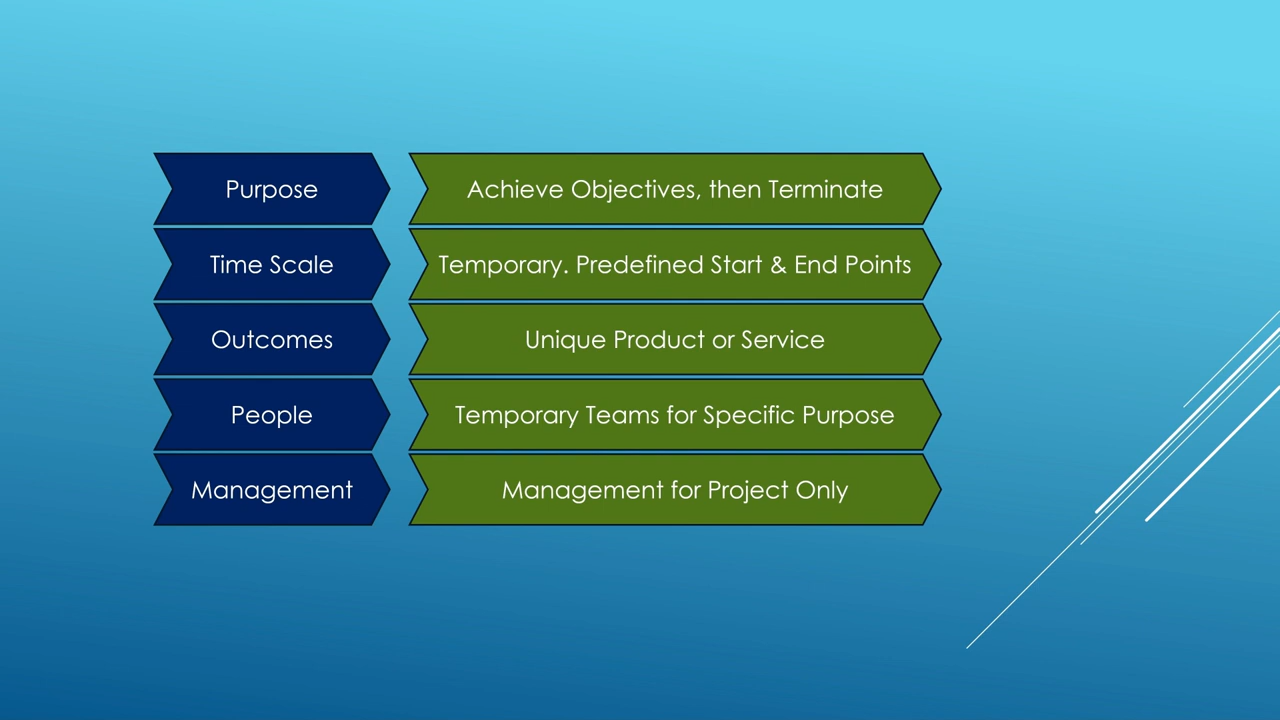 Purpose
Achieve Objectives, then Terminate
Time Scale
Temporary. Predefined Start & End Points
Outcomes
Unique Product or Service
People
Temporary Teams for Specific Purpose
Management
Management for Project Only